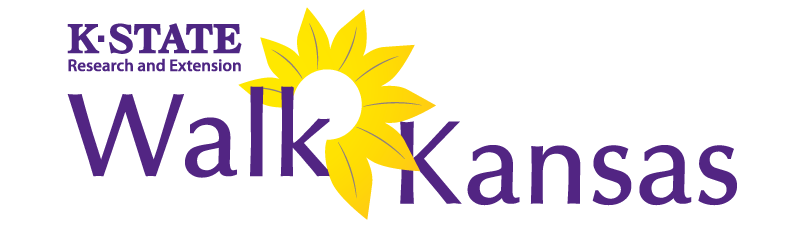 K·STATE
Research and Extension
Walk Kansas